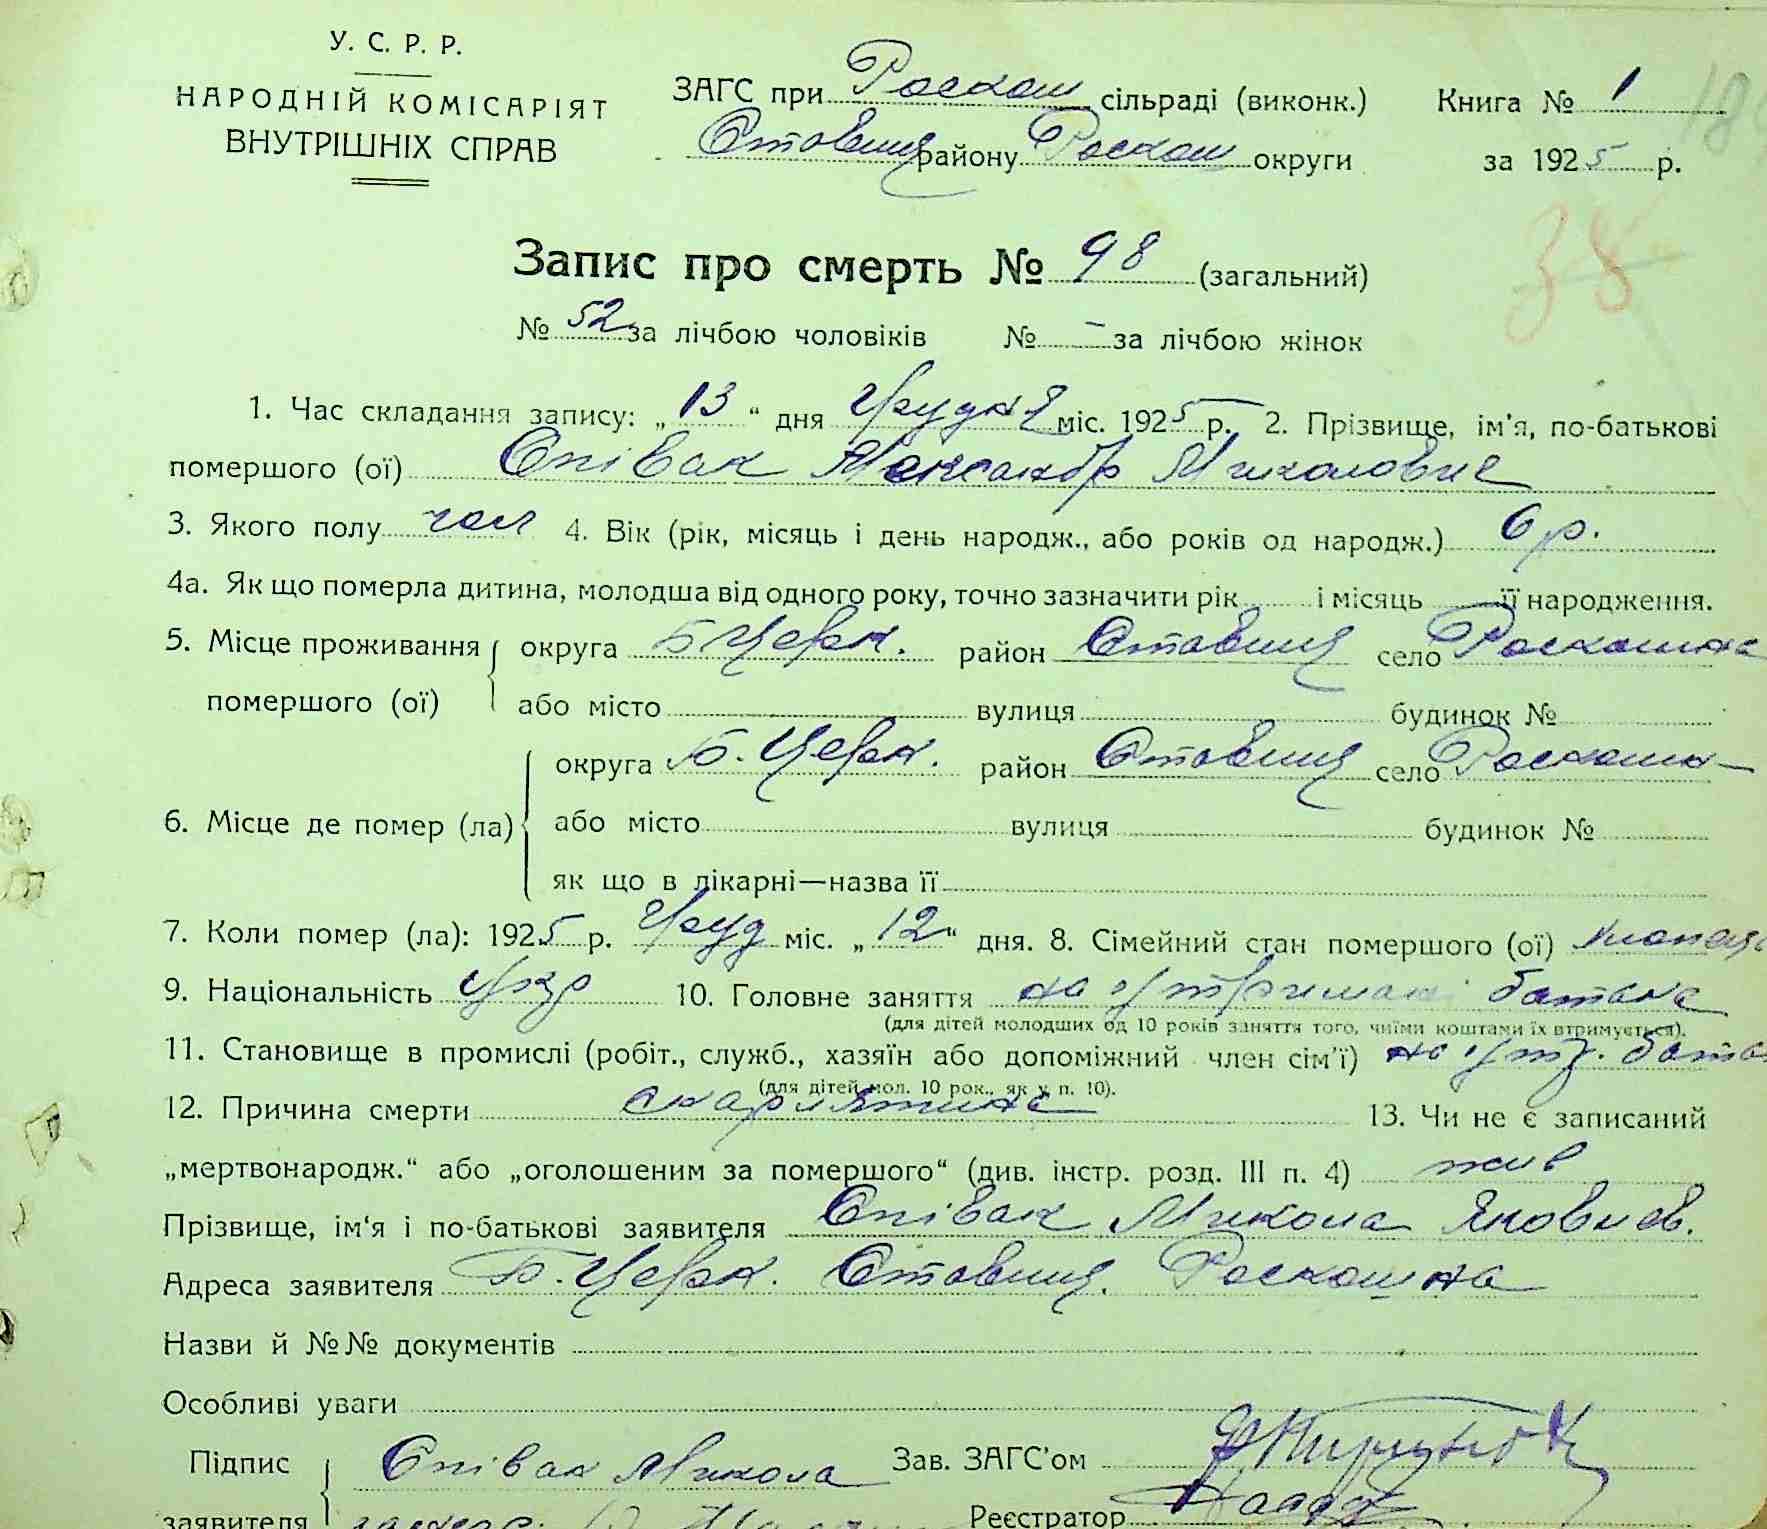 У. С. Р. Р.
НАРОДНІЙ КОМІСАРІЯТ
ВНУТРІШНІХ СПРАВ
ЗАГС при Роскош сільраді (виконк.) Книга № 1
Ставищ району Роскош округи за 1925 р.
38
Запис про смерть № 98 (загальний)
№ 52 за лічбою чоловіків № – за лічбою жінок
1. Час складання запису: „13“ дня Грудня міс. 1925 р. 2. Прізвище, ім'я, по-батькові
помершого (ої) Співак Александр Миколович
3. Якого полу чол 4. Вік (рік, місяць і день народж., або років од народж.) 6 р.
4а. Як що померла дитина, молодша від одного року, точно зазначити рік і місяць її народження.
5. Місце проживання помершого (ої) округа Б Церк. район Ставищ село Роскошна
або місто вулиця будинок №
6. Місце де помер (ла) округа Б. Церк. район Ставищ село Роскошн
або місто вулиця будинок №
як що в лікарні—назва її
7. Коли помер (ла): 1925 р. Груд міс. „12“ дня. 8. Сімейний стан помершого (ої)
9. Національність Укр 10. Головне заняття на утриман батька
(для дітей молодших од 10 років заняття того, чиїми коштами їх втримується).
11. Становище в промислі (робіт., служб., хазяїн або допоміжний член сім'ї) на утр. батьк
(для дітей мол. 10 рок., як у п. 10).
12. Причина смерти скарлятина 13. Чи не є записаний
„мертвонародж.“ або „оголошеним за помершого“ (див. інстр. розд. III п. 4) жив
Прізвище, ім'я і по-батькові заявителя Співак Микола Яковлев.
Адреса заявителя Б. Церк. Ставищ. Роскошна
Назви й №№ документів
Особливі уваги
Підпис Співак Микола Зав. ЗАГС'ом
заявителя Реєстратор